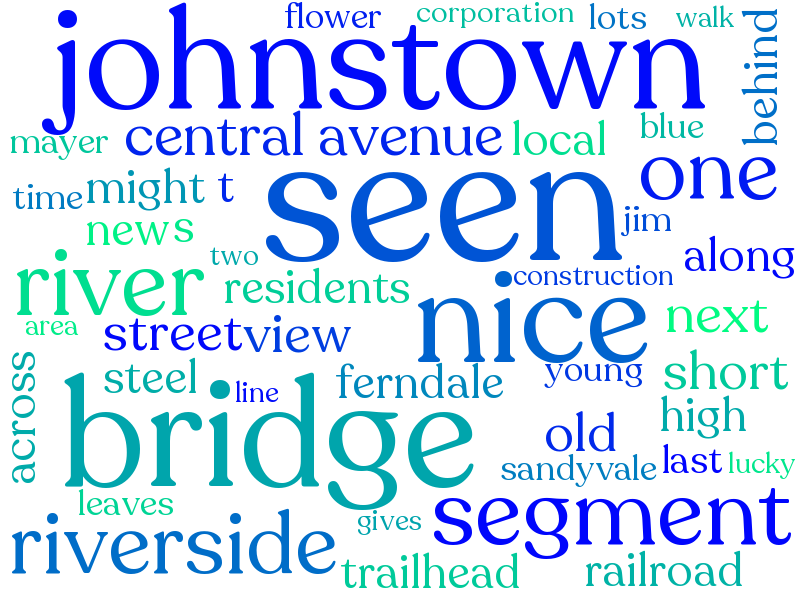 flower corporation lots walk
johnstown behind
mayer central avenue local blue
time might t seen one
news two jim along
river residents nice construction
area street view next
across steel line ferndale young short
bridge old high
leaves sandyvale last lucky
riverside gives segment
trailhead railroad